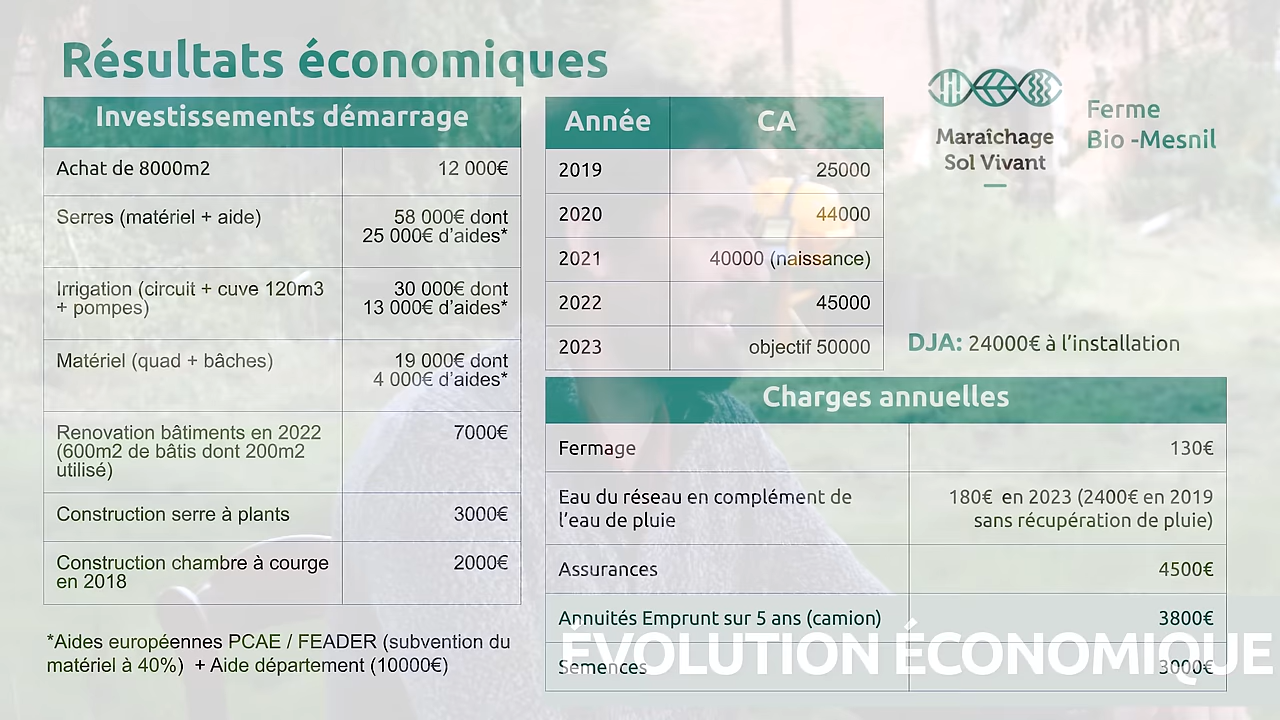 Résultats économiques
Investissements démarrage
Achat de 8000m2 12 000€
Serres (matériel + aide) 58 000€ dont
25 000€ d'aides*
Irrigation (circuit + cuve 120m3 30 000€ dont
+ pompes) 13 000€ d'aides*
Matériel (quad + bâches) 19 000€ dont
4 000€ d'aides*
Renovation bâtiments en 2022 7000€
(600m2 de bâtis dont 200m2
utilisé)
Construction serre à plants 3000€
Construction chambre à courge 2000€
en 2018
*Aides européennes PCAE / FEADER (subvention du
matériel à 40%) + Aide département (10000€)
Année CA
2019 25000
2020 44000
2021 40000 (naissance)
2022 45000
2023 objectif 50000
Maraîchage
Sol Vivant
Ferme
Bio -Mesnil
DJA: 24000€ à l'installation
Charges annuelles
Fermage 130€
Eau du réseau en complément de 180€ en 2023 (2400€ en 2019
l'eau de pluie sans récupération de pluie)
Assurances 4500€
Annuités Emprunt sur 5 ans (camion) 3800€
Semences 3000€
ÉVOLUTION ÉCONOMIQUE